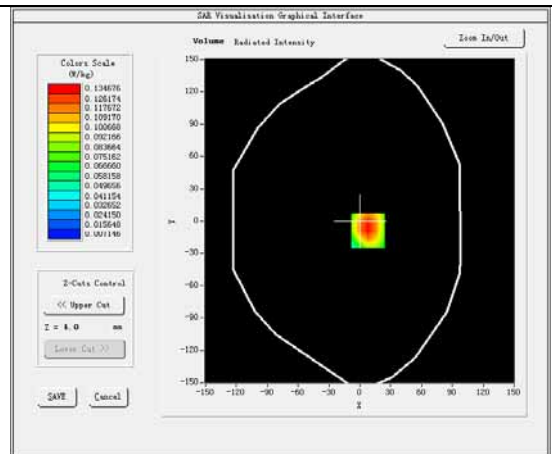 SAR Visualisation Graphical Interface
Volume Radiated Intensity
Zoom In/Out
Colors Scale
(W/kg)
0.134676
0.126174
0.117672
0.109170
0.100668
0.092166
0.083664
0.075162
0.066660
0.058158
0.049656
0.041154
0.032652
0.024150
0.015648
0.007146
Z-Cuts Control
<< Upper Cut
Z = 4.0 mm
Lower Cut >>
SAVE
Cancel
150
120
90
60
30
0
-30
-60
-90
-120
-150
Y
-150 -120 -90 -60 -30 0 30 60 90 120 150
X